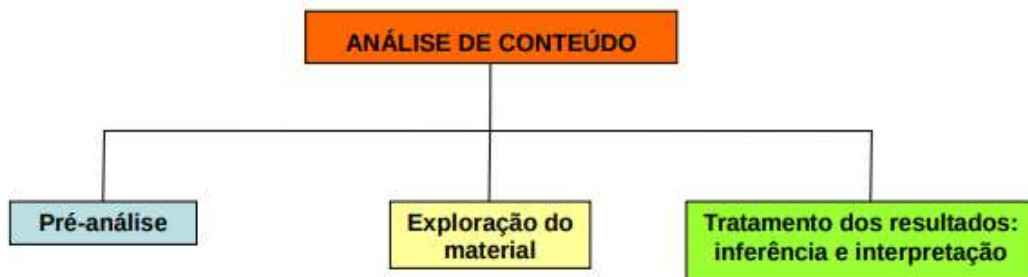 ANÁLISE DE CONTEÚDO
Pré-análise
Exploração do
material
Tratamento dos resultados:
inferência e interpretação